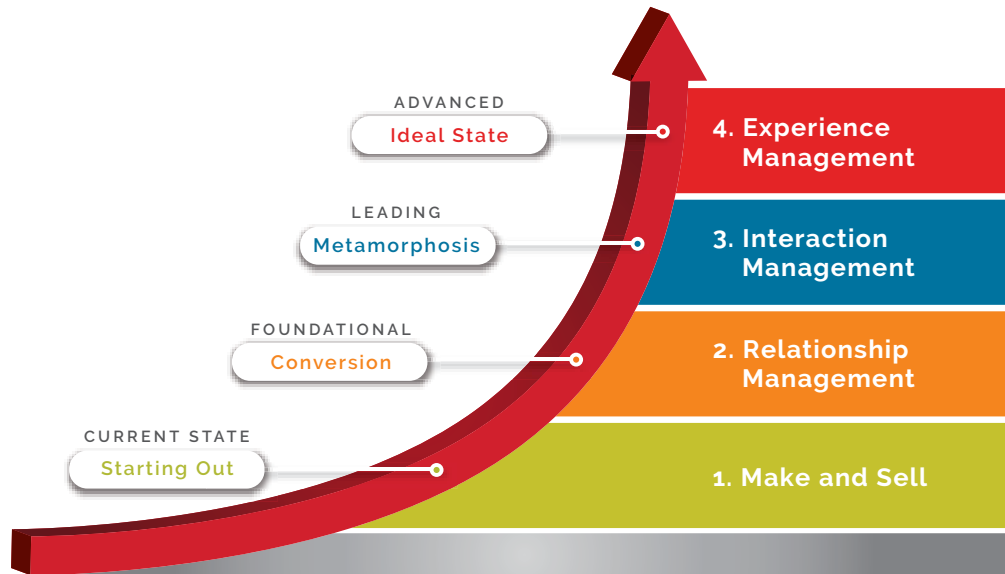 ADVANCED
Ideal State
4. Experience
Management
LEADING
Metamorphosis
3. Interaction
Management
FOUNDATIONAL
Conversion
2. Relationship
Management
CURRENT STATE
Starting Out
1. Make and Sell